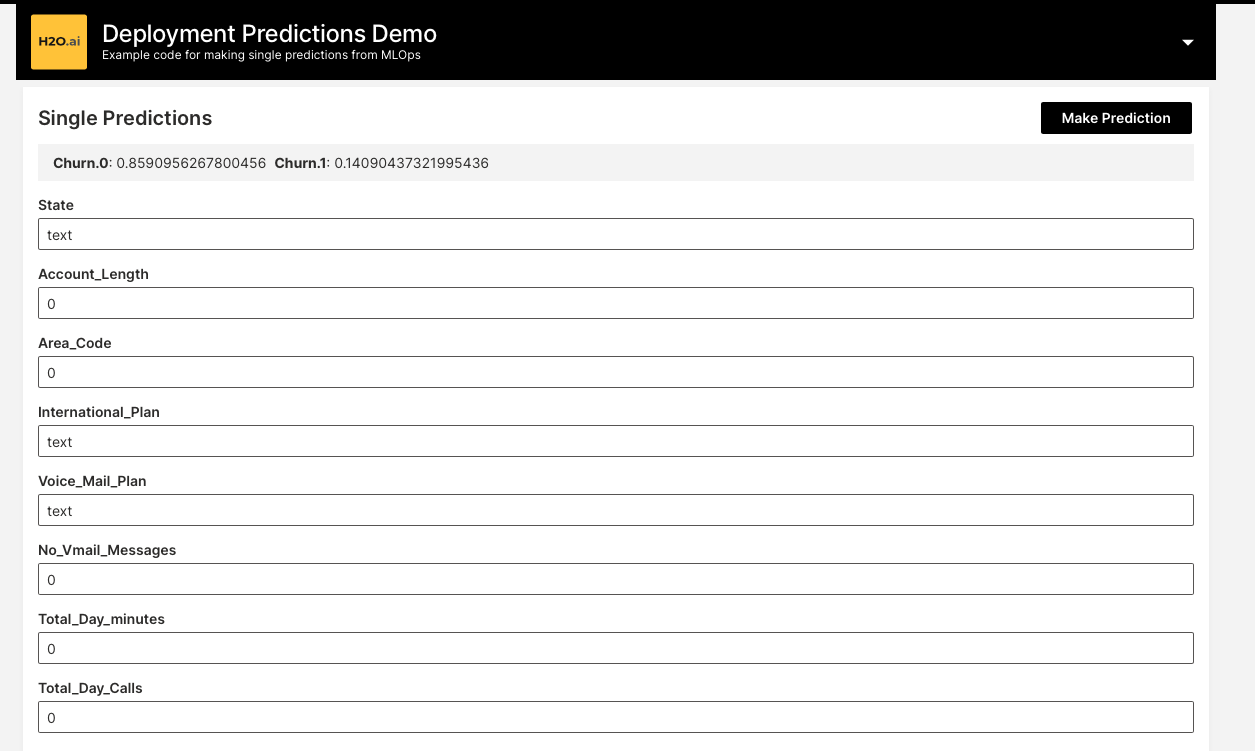 H2O.ai
Deployment Predictions Demo
Example code for making single predictions from MLOps
Single Predictions
Make Prediction
Churn.0: 0.8590956267800456 Churn.1: 0.14090437321995436
State
text
Account_Length
0
Area_Code
0
International_Plan
text
Voice_Mail_Plan
text
No_Vmail_Messages
0
Total_Day_minutes
0
Total_Day_Calls
0